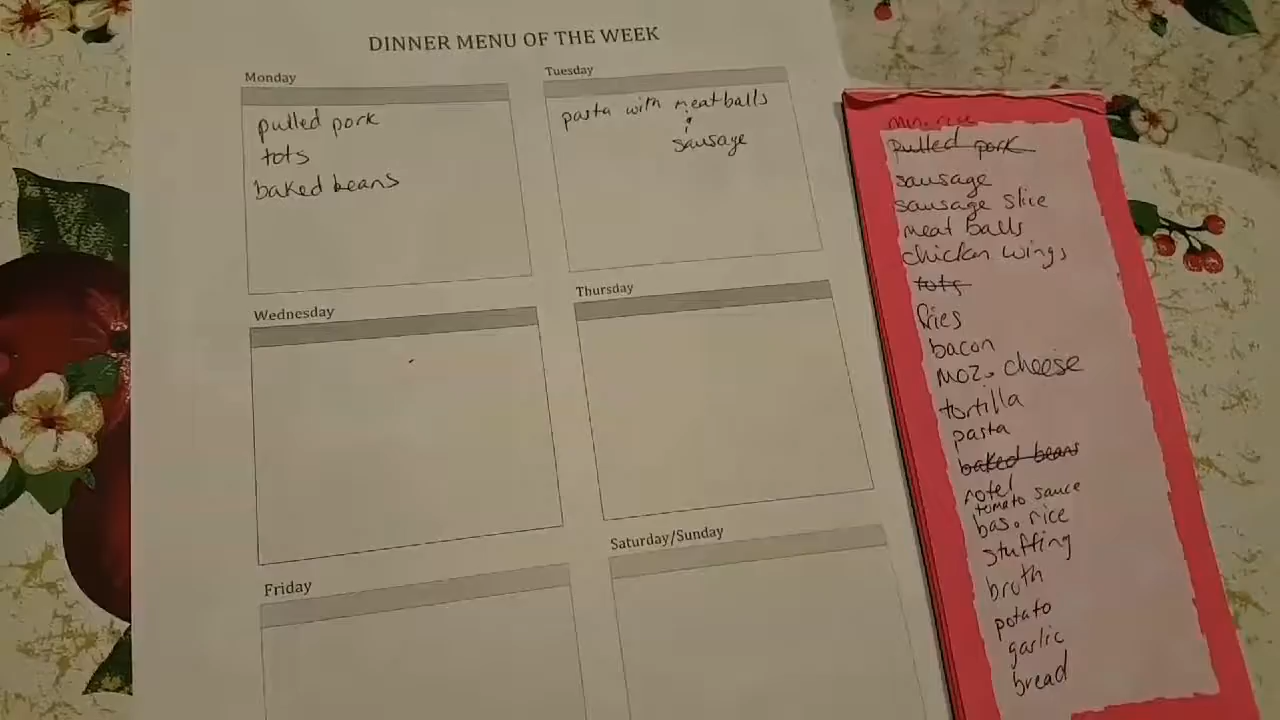 DINNER MENU OF THE WEEK
Monday
pulled pork
tots
baked beans
Tuesday
pasta with meatballs
sausage
Wednesday
Thursday
Friday
Saturday/Sunday
min. rice
pulled pork
sausage
sausage slice
meat balls
chicken wings
tots
fries
bacon
moz. cheese
tortilla
pasta
baked beans
rotel
tomato sauce
bas. rice
stuffing
broth
potato
garlic
bread